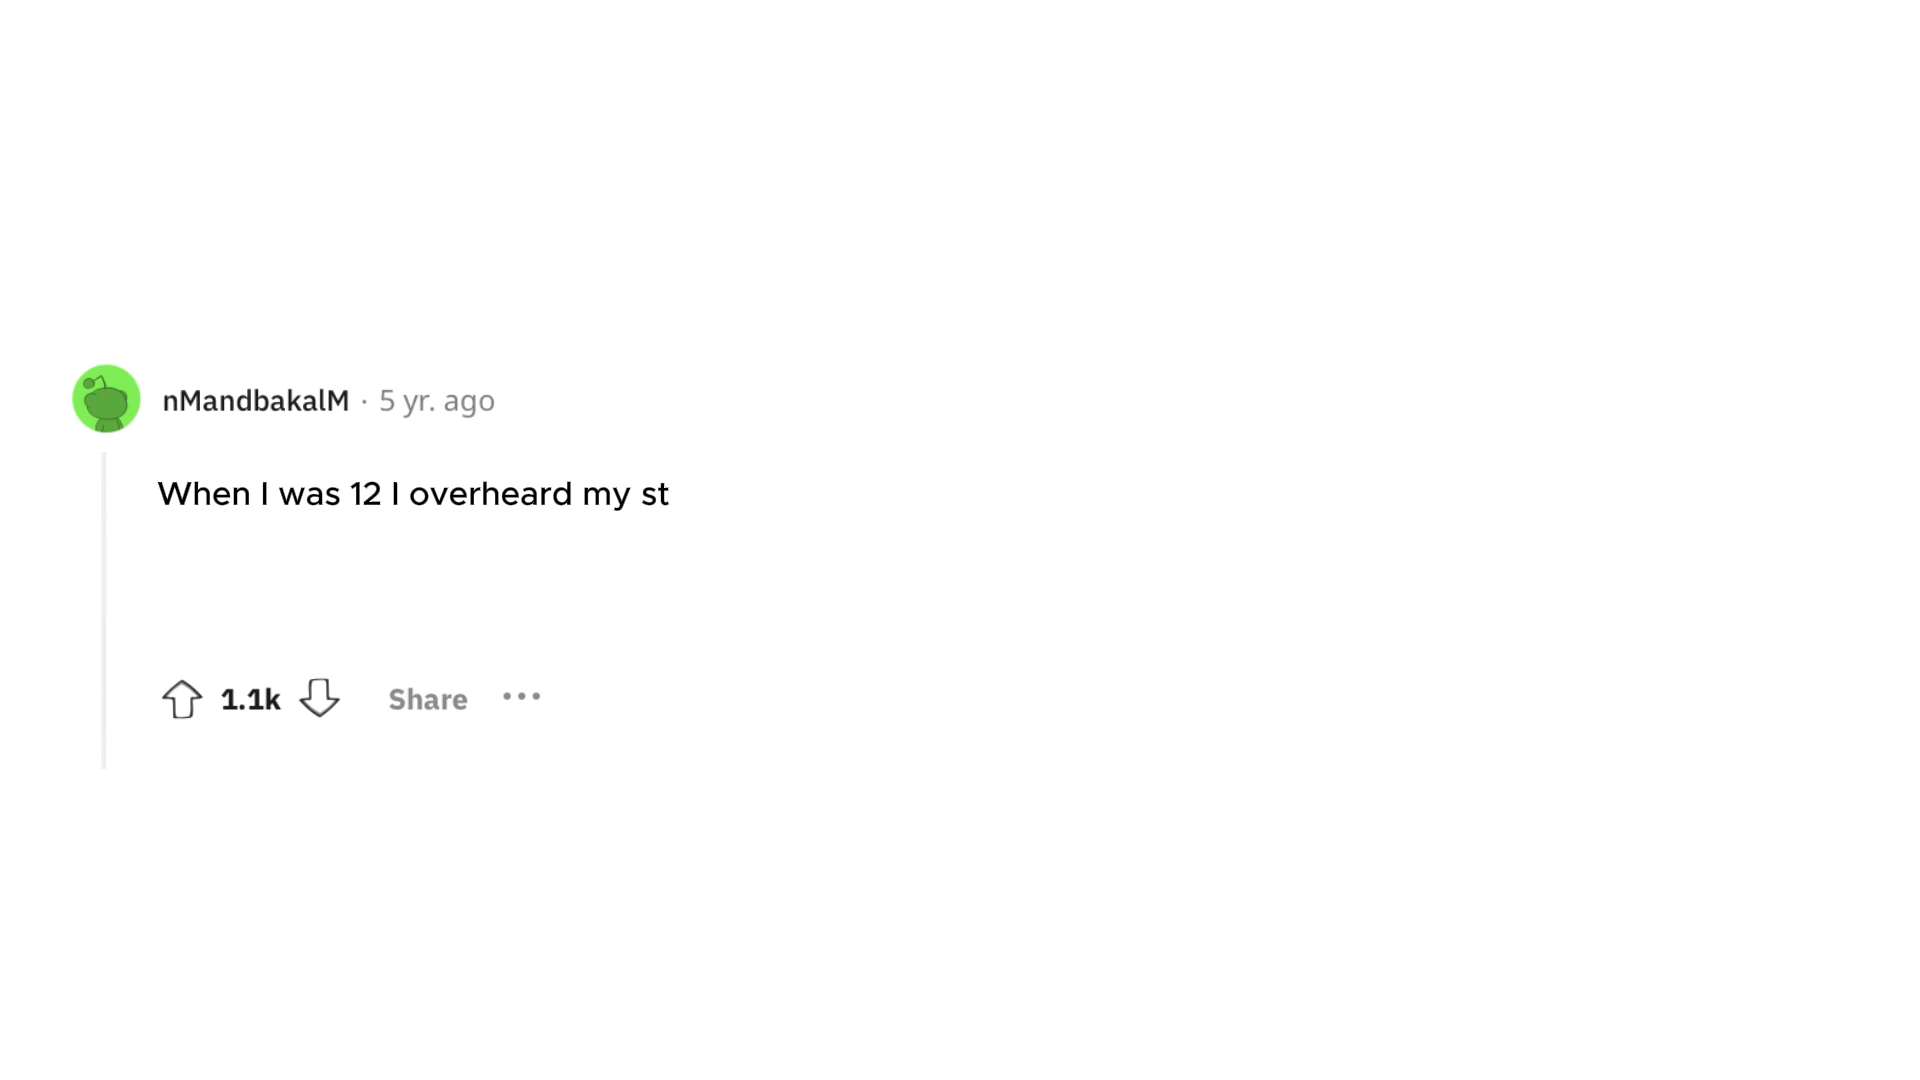 nMandbakalM · 5 yr. ago
When I was 12 I overheard my st
1.1k Share